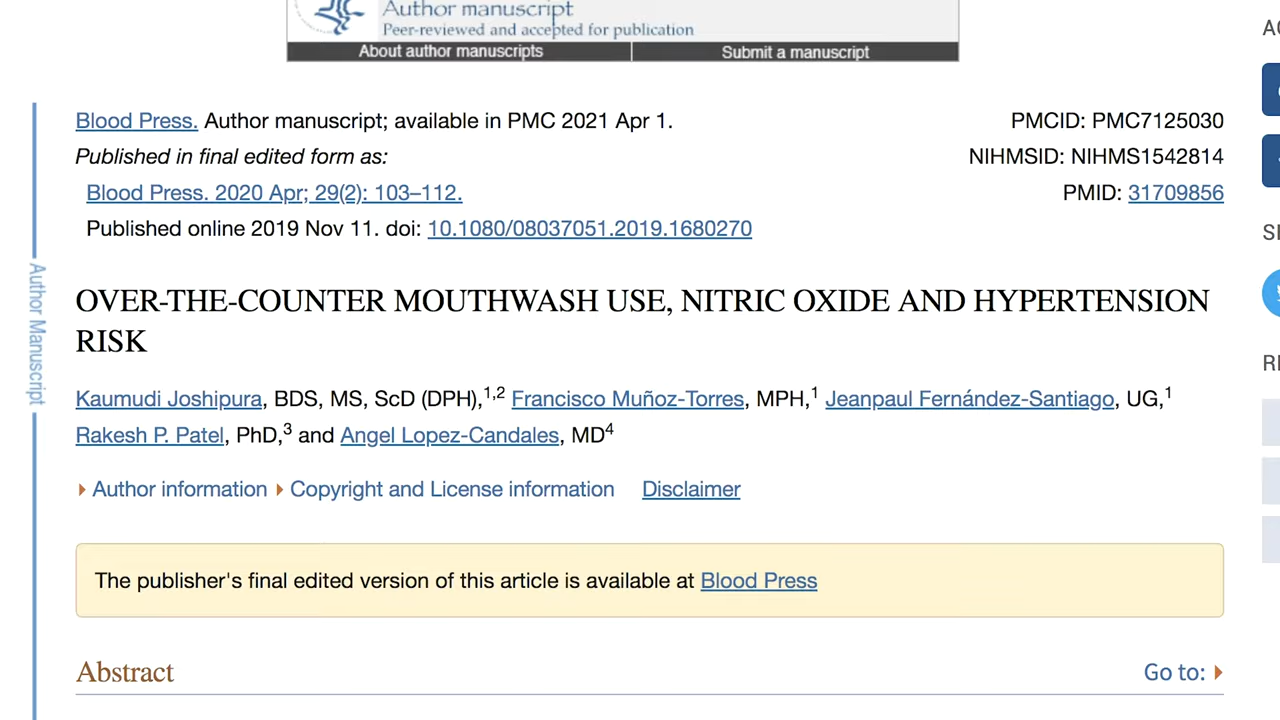 Author manuscript
Peer-reviewed and accepted for publication
About author manuscripts
Submit a manuscript
Blood Press. Author manuscript; available in PMC 2021 Apr 1.
PMCID: PMC7125030
Published in final edited form as:
NIHMSID: NIHMS1542814
Blood Press. 2020 Apr; 29(2): 103–112.
PMID: 31709856
Published online 2019 Nov 11. doi: 10.1080/08037051.2019.1680270
Author Manuscript
OVER-THE-COUNTER MOUTHWASH USE, NITRIC OXIDE AND HYPERTENSION
RISK
Kaumudi Joshipura, BDS, MS, ScD (DPH),1,2 Francisco Muñoz-Torres, MPH,1 Jeanpaul Fernández-Santiago, UG,1
Rakesh P. Patel, PhD,3 and Angel Lopez-Candales, MD4
Author information Copyright and License information Disclaimer
The publisher's final edited version of this article is available at Blood Press
Abstract
Go to: